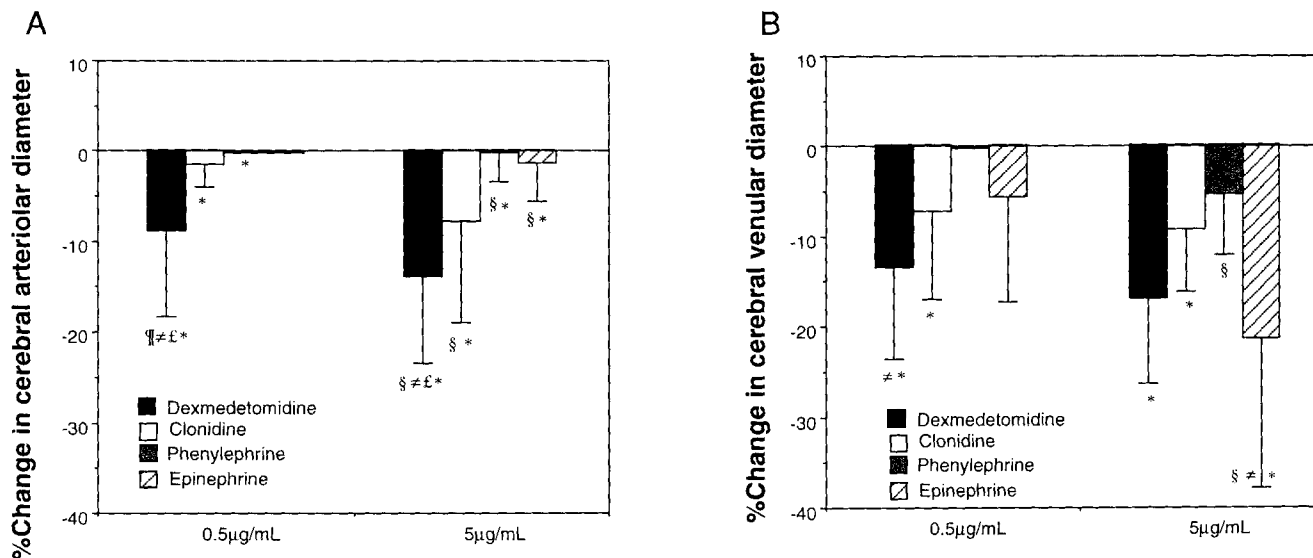 A
%Change in cerebral arteriolar diameter
10
0
-10
-20
-30
-40
*
*
¶≠£*
§≠£*
§ *
§ *
§ *
Dexmedetomidine
Clonidine
Phenylephrine
Epinephrine
0.5µg/mL
5µg/mL
B
%Change in cerebral venular diameter
10
0
-10
-20
-30
-40
≠ *
*
*
*
§
§ ≠ *
Dexmedetomidine
Clonidine
Phenylephrine
Epinephrine
0.5µg/mL
5µg/mL